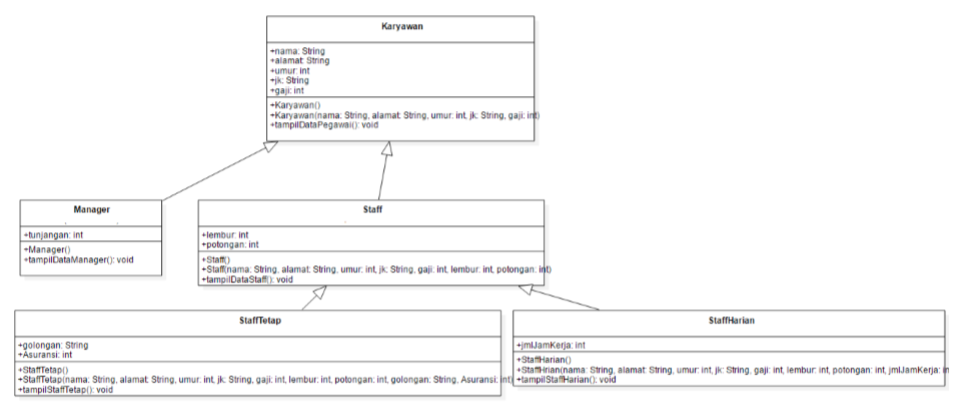 Karyawan
+nama: String
+alamat: String
+umur: int
+jk: String
+gaji: int
+Karyawan()
+Karyawan(nama: String, alamat: String, umur: int, jk: String, gaji: int)
+tampilDataPegawai(): void
Manager
+tunjangan: int
+Manager()
+tampilDataManager(): void
Staff
+lembur: int
+potongan: int
+Staff()
+Staff(nama: String, alamat: String, umur: int, jk: String, gaji: int, lembur: int, potongan: int)
+tampilDataStaff(): void
StaffTetap
+golongan: String
+Asuransi: int
+StaffTetap()
+StaffTetap(nama: String, alamat: String, umur: int, jk: String, gaji: int, lembur: int, potongan: int, golongan: String, Asuransi: int)
+tampilStaffTetap(): void
StaffHarian
+jmlJamKerja: int
+StaffHarian()
+StaffHrian(nama: String, alamat: String, umur: int, jk: String, gaji: int, lembur: int, potongan: int, jmlJamKerja: in
+tampilStaffHarian(): void